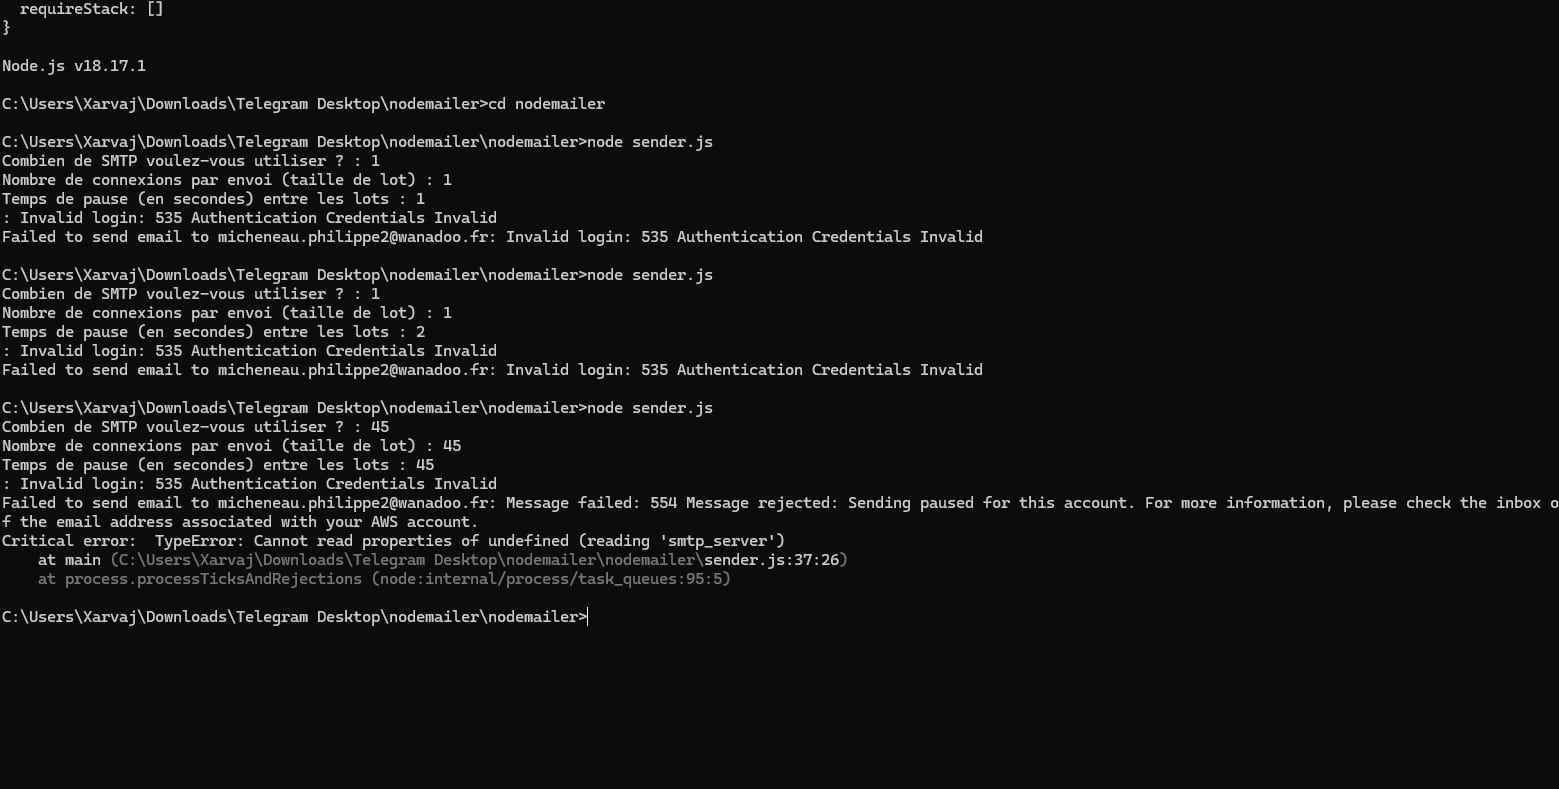 requireStack: []
}
Node.js v18.17.1
C:\Users\Xarvaj\Downloads\Telegram Desktop\nodemailer>cd nodemailer
C:\Users\Xarvaj\Downloads\Telegram Desktop\nodemailer\nodemailer>node sender.js
Combien de SMTP voulez-vous utiliser ? : 1
Nombre de connexions par envoi (taille de lot) : 1
Temps de pause (en secondes) entre les lots : 1
: Invalid login: 535 Authentication Credentials Invalid
Failed to send email to micheneau.philippe2@wanadoo.fr: Invalid login: 535 Authentication Credentials Invalid
C:\Users\Xarvaj\Downloads\Telegram Desktop\nodemailer\nodemailer>node sender.js
Combien de SMTP voulez-vous utiliser ? : 1
Nombre de connexions par envoi (taille de lot) : 1
Temps de pause (en secondes) entre les lots : 2
: Invalid login: 535 Authentication Credentials Invalid
Failed to send email to micheneau.philippe2@wanadoo.fr: Invalid login: 535 Authentication Credentials Invalid
C:\Users\Xarvaj\Downloads\Telegram Desktop\nodemailer\nodemailer>node sender.js
Combien de SMTP voulez-vous utiliser ? : 45
Nombre de connexions par envoi (taille de lot) : 45
Temps de pause (en secondes) entre les lots : 45
: Invalid login: 535 Authentication Credentials Invalid
Failed to send email to micheneau.philippe2@wanadoo.fr: Message failed: 554 Message rejected: Sending paused for this account. For more information, please check the inbox o
f the email address associated with your AWS account.
Critical error:  TypeError: Cannot read properties of undefined (reading 'smtp_server')
at main (C:\Users\Xarvaj\Downloads\Telegram Desktop\nodemailer\nodemailer\sender.js:37:26)
at process.processTicksAndRejections (node:internal/process/task_queues:95:5)
C:\Users\Xarvaj\Downloads\Telegram Desktop\nodemailer\nodemailer>